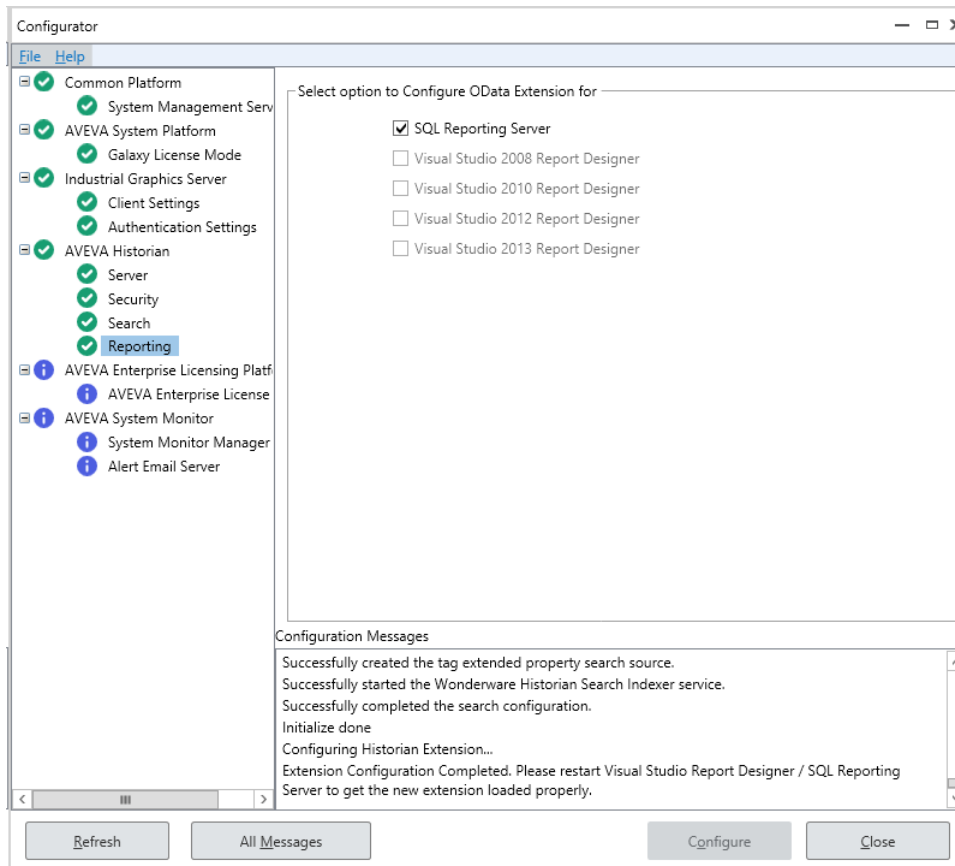 Configurator
File Help
Common Platform
System Management Serv
AVEVA System Platform
Galaxy License Mode
Industrial Graphics Server
Client Settings
Authentication Settings
AVEVA Historian
Server
Security
Search
Reporting
AVEVA Enterprise Licensing Platf
AVEVA Enterprise License
AVEVA System Monitor
System Monitor Manager
Alert Email Server
Select option to Configure OData Extension for
SQL Reporting Server
Visual Studio 2008 Report Designer
Visual Studio 2010 Report Designer
Visual Studio 2012 Report Designer
Visual Studio 2013 Report Designer
Configuration Messages
Successfully created the tag extended property search source.
Successfully started the Wonderware Historian Search Indexer service.
Successfully completed the search configuration.
Initialize done
Configuring Historian Extension...
Extension Configuration Completed. Please restart Visual Studio Report Designer / SQL Reporting
Server to get the new extension loaded properly.
Refresh
All Messages
Configure
Close